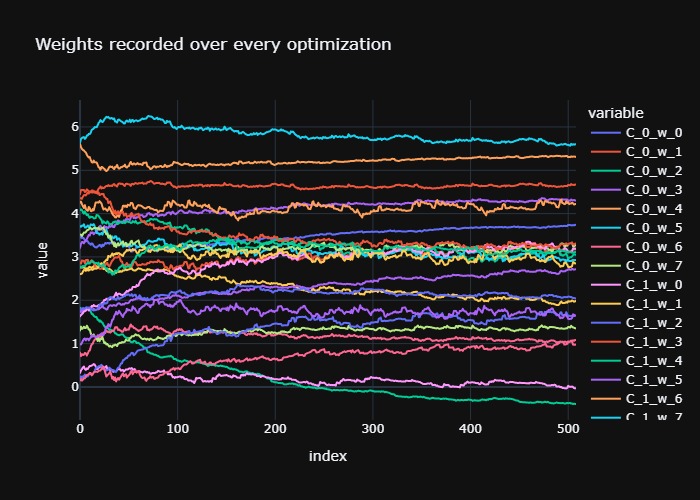 Weights recorded over every optimization
value
6
5
4
3
2
1
0
0 100 200 300 400 500
index
variable
C_0_w_0
C_0_w_1
C_0_w_2
C_0_w_3
C_0_w_4
C_0_w_5
C_0_w_6
C_0_w_7
C_1_w_0
C_1_w_1
C_1_w_2
C_1_w_3
C_1_w_4
C_1_w_5
C_1_w_6
C_1_w_7